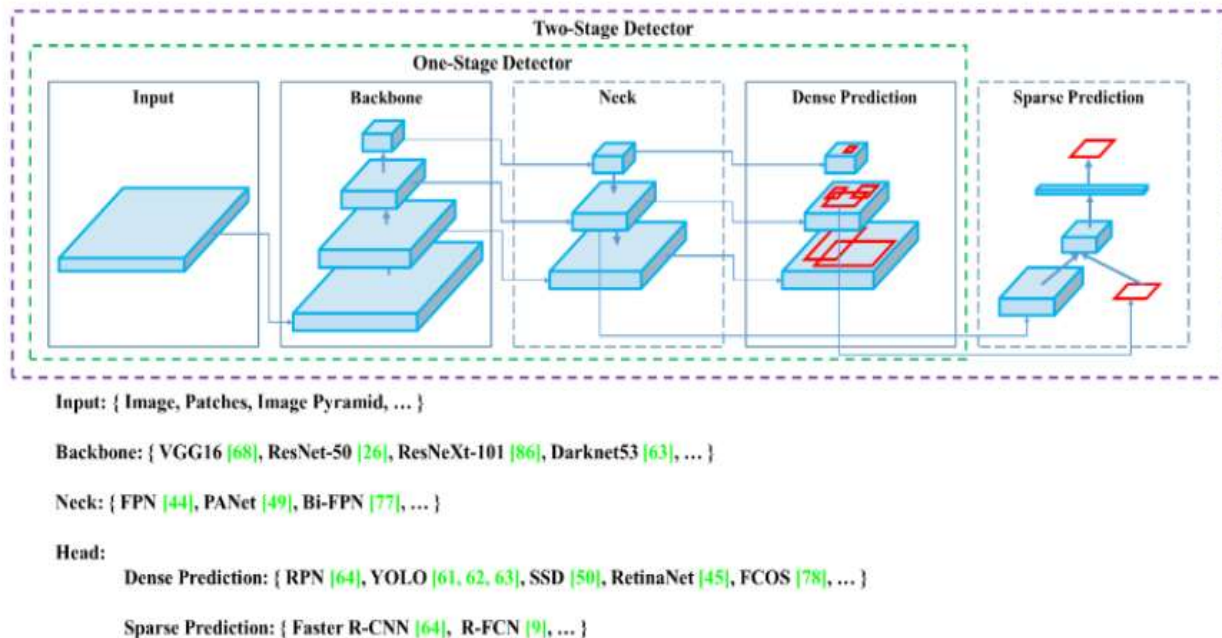 Two-Stage Detector
One-Stage Detector
Input
Backbone
Neck
Dense Prediction
Sparse Prediction
Input: { Image, Patches, Image Pyramid, … }
Backbone: { VGG16 [68], ResNet-50 [26], ResNeXt-101 [86], Darknet53 [63], … }
Neck: { FPN [44], PANet [49], Bi-FPN [77], … }
Head:
Dense Prediction: { RPN [64], YOLO [61, 62, 63], SSD [50], RetinaNet [45], FCOS [78], … }
Sparse Prediction: { Faster R-CNN [64], R-FCN [9], … }